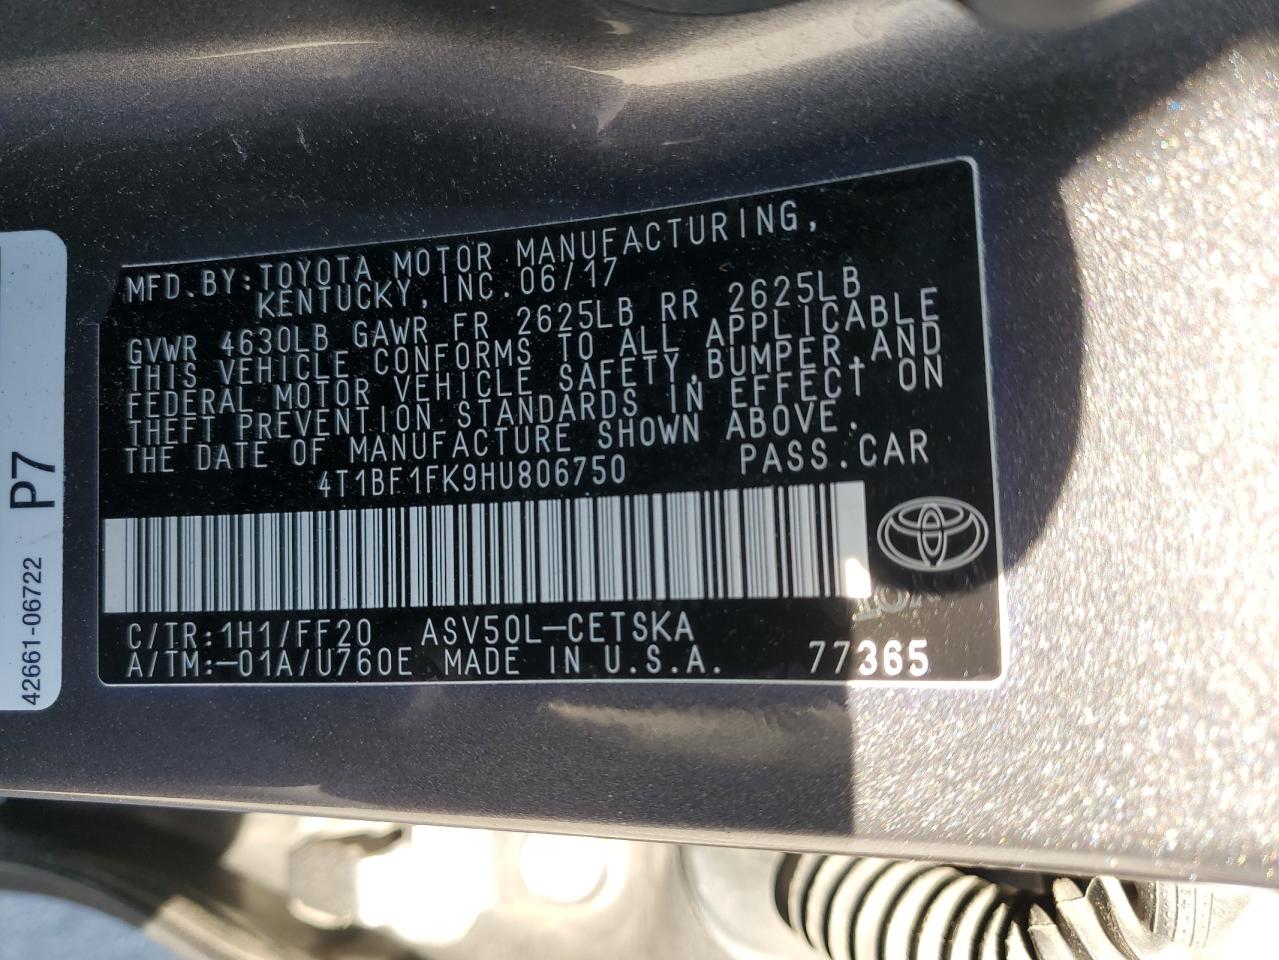 MFD.BY:TOYOTA MOTOR MANUFACTURING,
KENTUCKY,INC.06/17
GVWR 4630LB GAWR FR 2625LB RR 2625LB
THIS VEHICLE CONFORMS TO ALL APPLICABLE
FEDERAL MOTOR VEHICLE SAFETY,BUMPER,AND
THEFT PREVENTION STANDARDS IN EFFECT ON
THE DATE OF MANUFACTURE SHOWN ABOVE.
4T1BF1FK9HU806750 PASS.CAR
C/TR:1H1/FF20 ASV50L-CETSKA
A/TM:-01A/U760E MADE IN U.S.A. 77365
42661-06722 P7